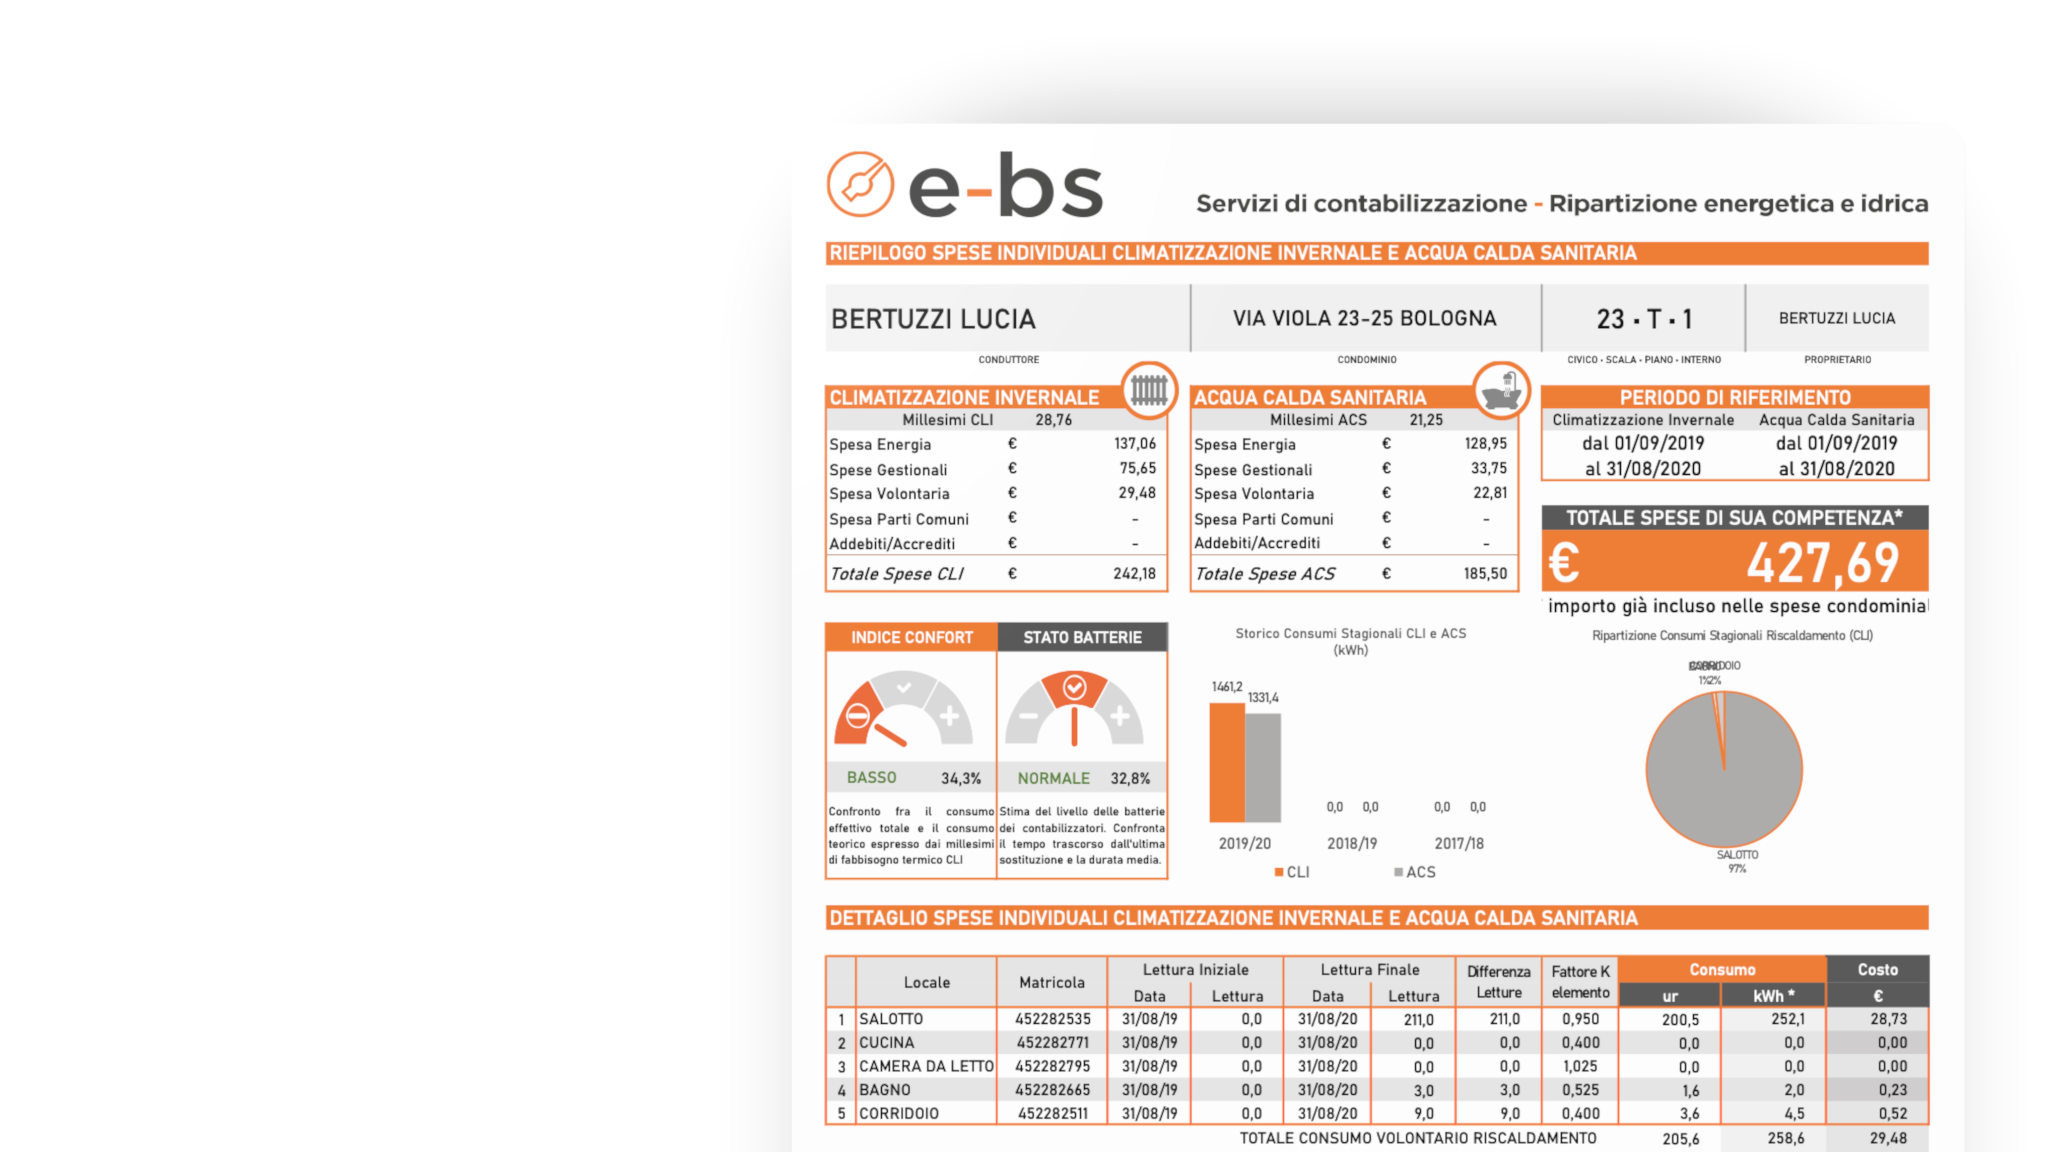 e-bs
Servizi di contabilizzazione - Ripartizione energetica e idrica
RIEPILOGO SPESE INDIVIDUALI CLIMATIZZAZIONE INVERNALE E ACQUA CALDA SANITARIA
BERTUZZI LUCIA VIA VIOLA 23-25 BOLOGNA 23 · T · 1 BERTUZZI LUCIA
CONDUTTORE CONDOMINIO CIVICO · SCALA · PIANO · INTERNO PROPRIETARIO
CLIMATIZZAZIONE INVERNALE
Millesimi CLI 28,76
Spesa Energia € 137,06
Spese Gestionali € 75,65
Spesa Volontaria € 29,48
Spesa Parti Comuni € -
Addebiti/Accrediti € -
Totale Spese CLI € 242,18
ACQUA CALDA SANITARIA
Millesimi ACS 21,25
Spesa Energia € 128,95
Spese Gestionali € 33,75
Spesa Volontaria € 22,81
Spesa Parti Comuni € -
Addebiti/Accrediti € -
Totale Spese ACS € 185,50
PERIODO DI RIFERIMENTO
Climatizzazione Invernale Acqua Calda Sanitaria
dal 01/09/2019 dal 01/09/2019
al 31/08/2020 al 31/08/2020
TOTALE SPESE DI SUA COMPETENZA*
€ 427,69
importo già incluso nelle spese condominial
INDICE CONFORT
BASSO 34,3%
Confronto fra il consumo
effettivo totale e il consumo
teorico espresso dai millesimi
di fabbisogno termico CLI
STATO BATTERIE
NORMALE 32,8%
Stima del livello delle batterie
dei contabilizzatori. Confronta
il tempo trascorso dall'ultima
sostituzione e la durata media.
Storico Consumi Stagionali CLI e ACS
(kWh)
1461,2
1331,4
0,0 0,0 0,0 0,0
2019/20 2018/19 2017/18
CLI ACS
Ripartizione Consumi Stagionali Riscaldamento (CLI)
CORRIDOIO
1% 2%
SALOTTO
97%
DETTAGLIO SPESE INDIVIDUALI CLIMATIZZAZIONE INVERNALE E ACQUA CALDA SANITARIA
Locale Matricola Lettura Iniziale Lettura Finale Differenza Letture Fattore K elemento Consumo Costo
Data Lettura Data Lettura ur kWh * €
1 SALOTTO 452282535 31/08/19 0,0 31/08/20 211,0 211,0 0,950 200,5 252,1 28,73
2 CUCINA 452282771 31/08/19 0,0 31/08/20 0,0 0,0 0,400 0,0 0,0 0,00
3 CAMERA DA LETTO 452282795 31/08/19 0,0 31/08/20 0,0 0,0 1,025 0,0 0,0 0,00
4 BAGNO 452282665 31/08/19 0,0 31/08/20 3,0 3,0 0,525 1,6 2,0 0,23
5 CORRIDOIO 452282511 31/08/19 0,0 31/08/20 9,0 9,0 0,400 3,6 4,5 0,52
TOTALE CONSUMO VOLONTARIO RISCALDAMENTO 205,6 258,6 29,48